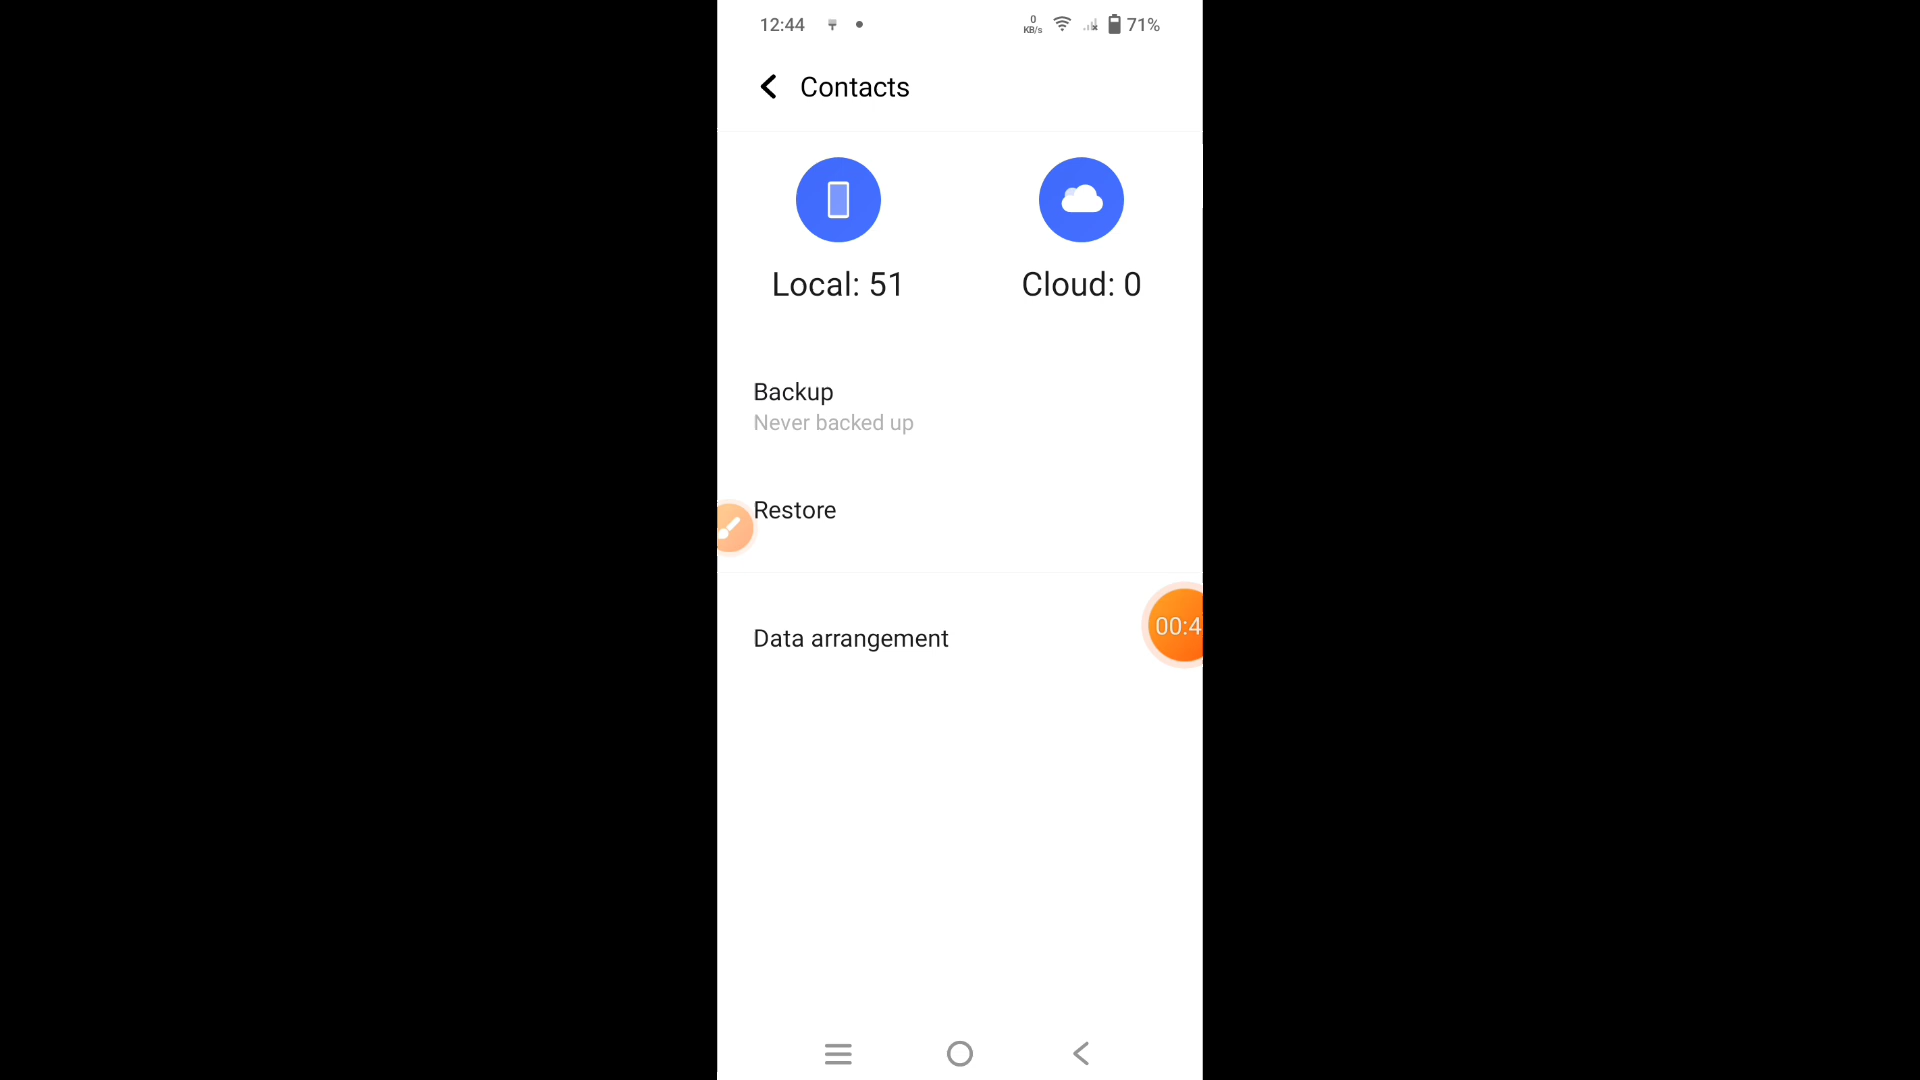 12:44
0
KB/s
71%
Contacts
Local: 51
Cloud: 0
Backup
Never backed up
Restore
Data arrangement
00:4